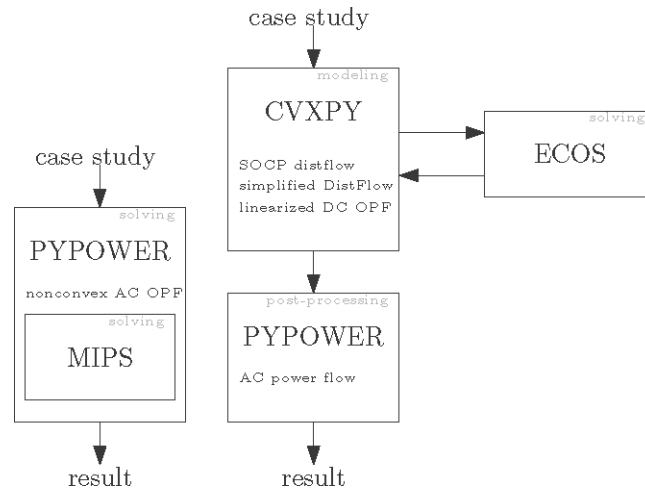 case study
solving
PYPOWER
nonconvex AC OPF
solving
MIPS
result
case study
modeling
CVXPY
SOCP distflow
simplified DistFlow
linearized DC OPF
solving
ECOS
post-processing
PYPOWER
AC power flow
result